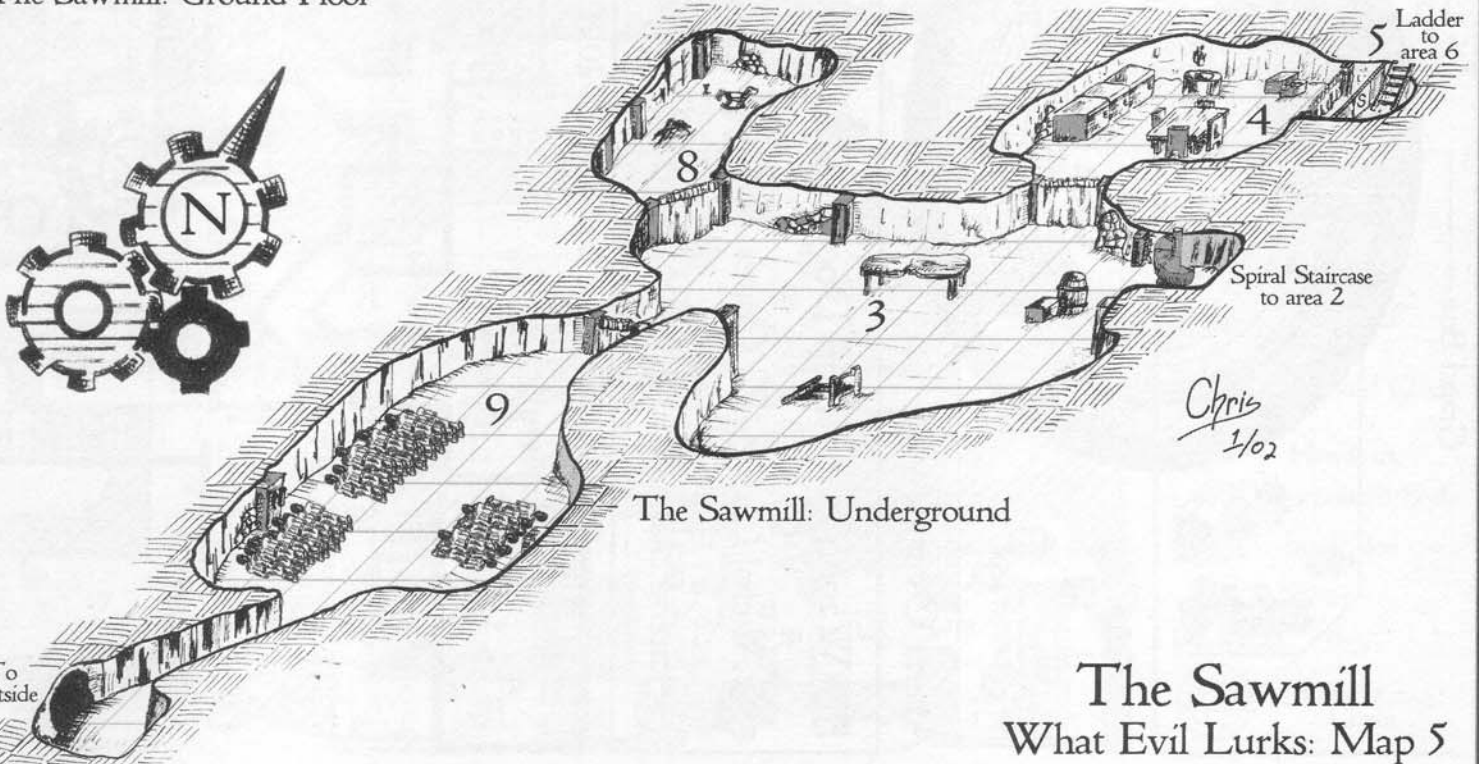 The Sawmill: Ground Floor
Ladder
to
area 6
5
N
4
8
Spiral Staircase
to area 2
3
9
Chris
1/02
The Sawmill: Underground
To
tside
The Sawmill
What Evil Lurks: Map 5
S